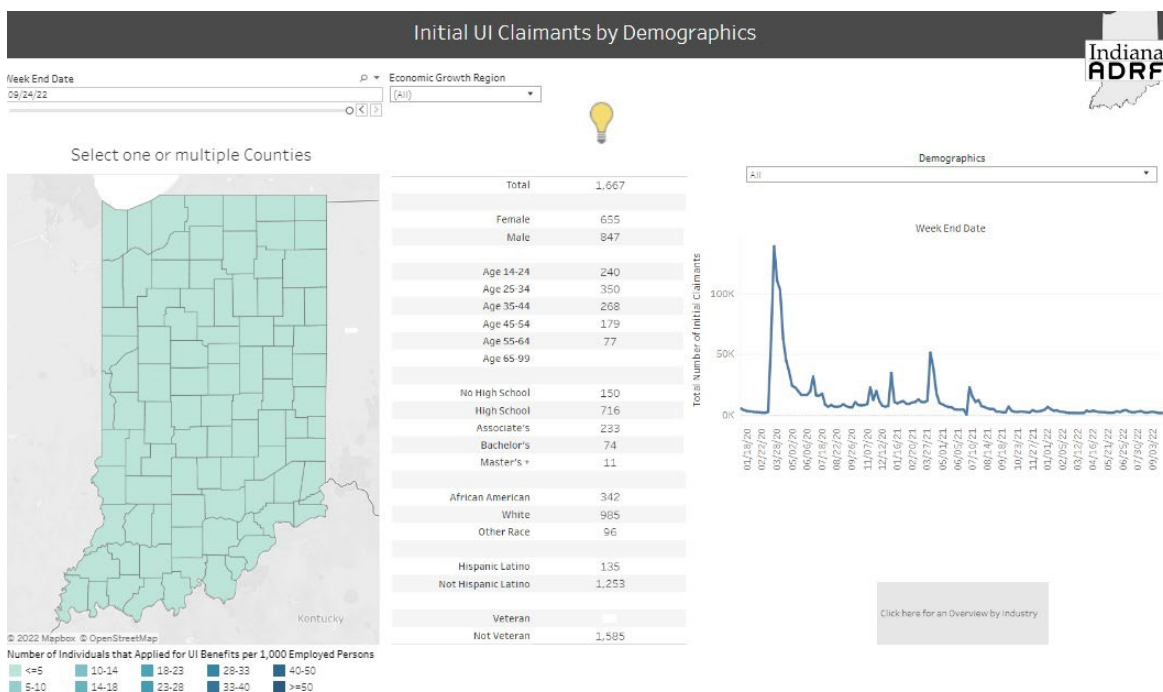 Initial UI Claimants by Demographics
Indiana
ADRF
Week End Date
Economic Growth Region
09/24/22
(All)
Select one or multiple Counties
Kentucky
© 2022 Mapbox © OpenStreetMap
Number of Individuals that Applied for UI Benefits per 1,000 Employed Persons
<=5 10-14 18-23 28-33 40-50
5-10 14-18 23-28 33-40 >=50
Total 1,667
Female 655
Male 847
Age 14-24 240
Age 25-34 350
Age 35-44 268
Age 45-54 179
Age 55-64 77
Age 65-99
No High School 150
High School 716
Associate's 233
Bachelor's 74
Master's + 11
African American 342
White 985
Other Race 96
Hispanic Latino 135
Not Hispanic Latino 1,253
Veteran
Not Veteran 1,585
Demographics
All
Week End Date
Total Number of Initial Claimants
100K
50K
0K
01/18/20
02/22/20
03/28/20
05/02/20
06/06/20
07/18/20
08/22/20
09/26/20
11/07/20
12/12/20
01/16/21
02/20/21
03/27/21
05/01/21
06/05/21
07/10/21
08/14/21
09/18/21
10/23/21
11/27/21
01/01/22
02/05/22
03/12/22
04/16/22
05/21/22
06/25/22
07/30/22
09/03/22
Click here for an Overview by Industry